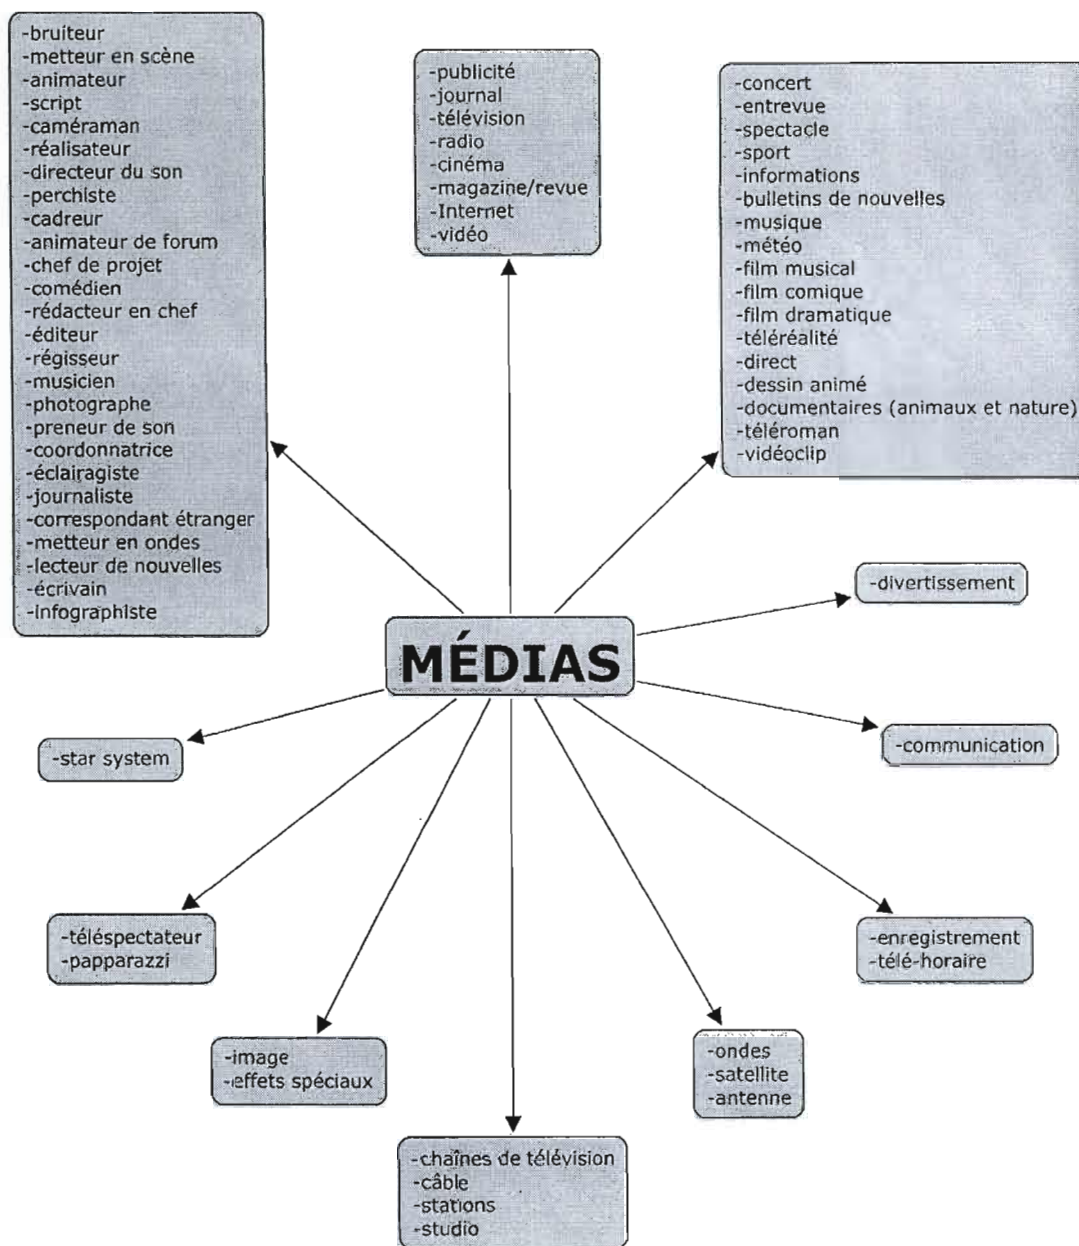 -bruiteur
-metteur en scène
-animateur
-script
-caméraman
-réalisateur
-directeur du son
-perchiste
-cadreur
-animateur de forum
-chef de projet
-comédien
-rédacteur en chef
-éditeur
-régisseur
-musicien
-photographe
-preneur de son
-coordonnatrice
-éclairagiste
-journaliste
-correspondant étranger
-metteur en ondes
-lecteur de nouvelles
-écrivain
-infographiste
-publicité
-journal
-télévision
-radio
-cinéma
-magazine/revue
-Internet
-vidéo
-concert
-entrevue
-spectacle
-sport
-informations
-bulletins de nouvelles
-musique
-météo
-film musical
-film comique
-film dramatique
-téléréalité
-direct
-dessin animé
-documentaires (animaux et nature)
-téléroman
-vidéoclip
-divertissement
MÉDIAS
-star system
-communication
-téléspectateur
-papparazzi
-enregistrement
-télé-horaire
-image
-effets spéciaux
-ondes
-satellite
-antenne
-chaînes de télévision
-câble
-stations
-studio